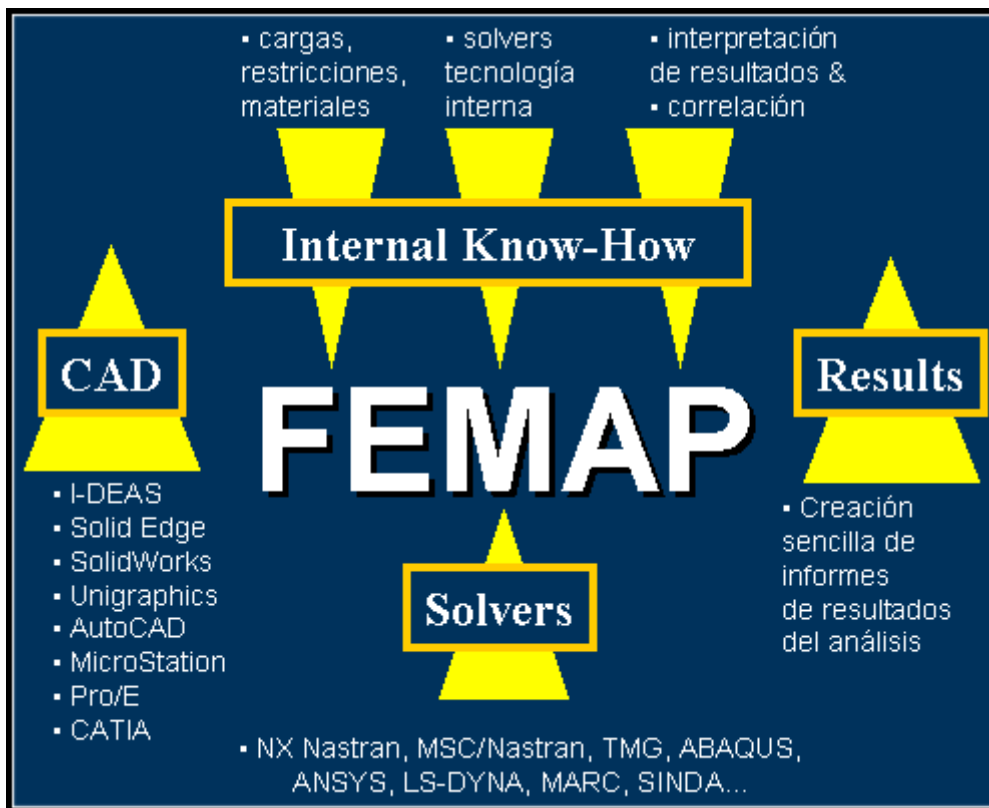 ▪ cargas,
restricciones,
materiales
▪ solvers
tecnología
interna
▪ interpretación
de resultados &
▪ correlación
Internal Know-How
CAD
FEMAP
Results
▪ I-DEAS
▪ Solid Edge
▪ SolidWorks
▪ Unigraphics
▪ AutoCAD
▪ MicroStation
▪ Pro/E
▪ CATIA
Solvers
▪ Creación
sencilla de
informes
de resultados
del análisis
▪ NX Nastran, MSC/Nastran, TMG, ABAQUS,
ANSYS, LS-DYNA, MARC, SINDA...